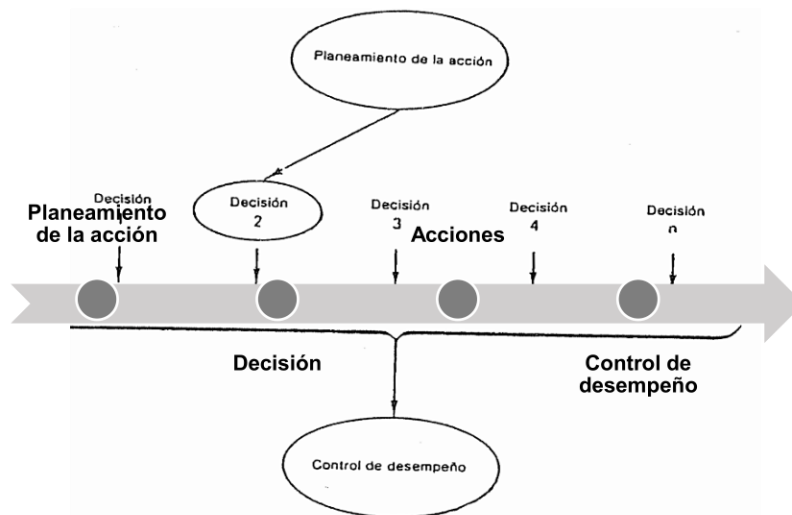 Planeamiento de la acción
Decisión
Planeamiento
de la acción
Decisión
2
Decisión
3
Acciones
Decisión
4
Decisión
n
Decisión
Control de
desempeño
Control de desempeño